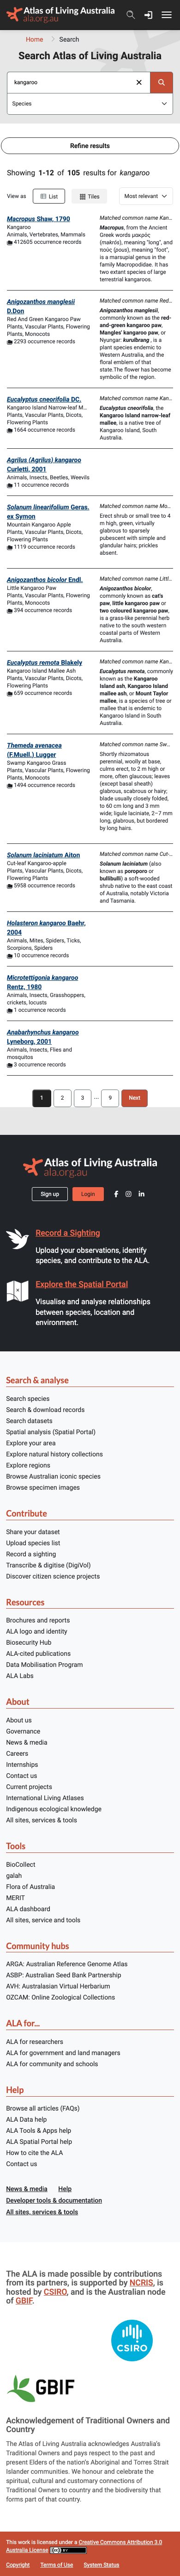 Atlas of Living Australia
ala.org.au
Home > Search
Search Atlas of Living Australia
kangaroo
Species
Refine results
Showing 1-12 of 105 results for kangaroo
View as
List
Tiles
Most relevant
Macropus Shaw, 1790
Kangaroo
Animals, Vertebrates, Mammals
412605 occurrence records
Matched common name Kan...
Macropus, from the Ancient
Greek words μακρός
(makrós), meaning "long", and
πούς (poús), meaning "foot",
is a marsupial genus in the
family Macropodidae. It has
two extant species of large
terrestrial kangaroos.
Anigozanthos manglesii
D.Don
Red And Green Kangaroo Paw
Plants, Vascular Plants, Flowering
Plants, Monocots
2293 occurrence records
Matched common name Red...
Anigozanthos manglesii,
commonly known as the red-
and-green kangaroo paw,
Mangles' kangaroo paw, or
Nyungar: kurulbrang , is a
plant species endemic to
Western Australia, and the
floral emblem of that
state.The flower has become
symbolic of the region.
Eucalyptus cneorifolia DC.
Kangaroo Island Narrow-leaf M...
Plants, Vascular Plants, Dicots,
Flowering Plants
1664 occurrence records
Matched common name Kan...
Eucalyptus cneorifolia, the
Kangaroo Island narrow-leaf
mallee, is a native tree of
Kangaroo Island, South
Australia.
Agrilus (Agrilus) kangaroo
Curletti, 2001
Animals, Insects, Beetles, Weevils
11 occurrence records
Solanum linearifolium Geras.
ex Symon
Mountain Kangaroo Apple
Plants, Vascular Plants, Dicots,
Flowering Plants
1119 occurrence records
Matched common name Mo...
Erect shrub or small tree to 4
m high, green, virtually
glabrous to sparsely
pubescent with simple and
glandular hairs; prickles
absent.
Anigozanthos bicolor Endl.
Little Kangaroo Paw
Plants, Vascular Plants, Flowering
Plants, Monocots
394 occurrence records
Matched common name Littl...
Anigozanthos bicolor,
commonly known as cat's
paw, little kangaroo paw or
two coloured kangaroo paw,
is a grass-like perennial herb
native to the south western
coastal parts of Western
Australia.
Eucalyptus remota Blakely
Kangaroo Island Mallee Ash
Plants, Vascular Plants, Dicots,
Flowering Plants
659 occurrence records
Matched common name Kan...
Eucalyptus remota, commonly
known as the Kangaroo
Island ash, Kangaroo Island
mallee ash, or Mount Taylor
mallee, is a species of tree or
mallee that is endemic to
Kangaroo Island in South
Australia.
Themeda avenacea
(F.Muell.) Lugger
Swamp Kangaroo Grass
Plants, Vascular Plants, Flowering
Plants, Monocots
1494 occurrence records
Matched common name Sw...
Shortly rhizomatous
perennial, woolly at base,
culms erect, to 2 m high or
more, often glaucous; leaves
(except basal sheath)
glabrous, scabrous or hairy;
blade usually closely folded,
to 60 cm long and 3 mm
wide; ligule laciniate, 2–7 mm
long, glabrous, but bordered
by long hairs.
Solanum laciniatum Aiton
Cut-leaf Kangaroo-apple
Plants, Vascular Plants, Dicots,
Flowering Plants
5958 occurrence records
Matched common name Cut-...
Solanum laciniatum (also
known as poroporo or
bullibulli) a soft-wooded
shrub native to the east coast
of Australia, notably Victoria
and Tasmania.
Holasteron kangaroo Baehr,
2004
Animals, Mites, Spiders, Ticks,
Scorpions, Spiders
10 occurrence records
Microtettigonia kangaroo
Rentz, 1980
Animals, Insects, Grasshoppers,
crickets, locusts
1 occurrence records
Anabarhynchus kangaroo
Lyneborg, 2001
Animals, Insects, Flies and
mosquitos
3 occurrence records
1 2 3 ... 9 Next
Atlas of Living Australia
ala.org.au
Sign up
Login
Record a Sighting
Upload your observations, identify
species, and contribute to the ALA.
Explore the Spatial Portal
Visualise and analyse relationships
between species, location and
environment.
Search & analyse
Search species
Search & download records
Search datasets
Spatial analysis (Spatial Portal)
Explore your area
Explore natural history collections
Explore regions
Browse Australian iconic species
Browse specimen images
Contribute
Share your dataset
Upload species list
Record a sighting
Transcribe & digitise (DigiVol)
Discover citizen science projects
Resources
Brochures and reports
ALA logo and identity
Biosecurity Hub
ALA-cited publications
Data Mobilisation Program
ALA Labs
About
About us
Governance
News & media
Careers
Internships
Contact us
Current projects
International Living Atlases
Indigenous ecological knowledge
All sites, services & tools
Tools
BioCollect
galah
Flora of Australia
MERIT
ALA dashboard
All sites, service and tools
Community hubs
ARGA: Australian Reference Genome Atlas
ASBP: Australian Seed Bank Partnership
AVH: Australasian Virtual Herbarium
OZCAM: Online Zoological Collections
ALA for...
ALA for researchers
ALA for government and land managers
ALA for community and schools
Help
Browse all articles (FAQs)
ALA Data help
ALA Tools & Apps help
ALA Spatial Portal help
How to cite the ALA
Contact us
News & media Help
Developer tools & documentation
All sites, services & tools
The ALA is made possible by contributions
from its partners, is supported by NCRIS, is
hosted by CSIRO, and is the Australian node
of GBIF.
CSIRO
GBIF
Acknowledgement of Traditional Owners and
Country
The Atlas of Living Australia acknowledges Australia's
Traditional Owners and pays respect to the past and
present Elders of the nation's Aboriginal and Torres Strait
Islander communities. We honour and celebrate the
spiritual, cultural and customary connections of
Traditional Owners to country and the biodiversity that
forms part of that country.
This work is licensed under a Creative Commons Attribution 3.0
Australia License CC BY
Copyright Terms of Use System Status